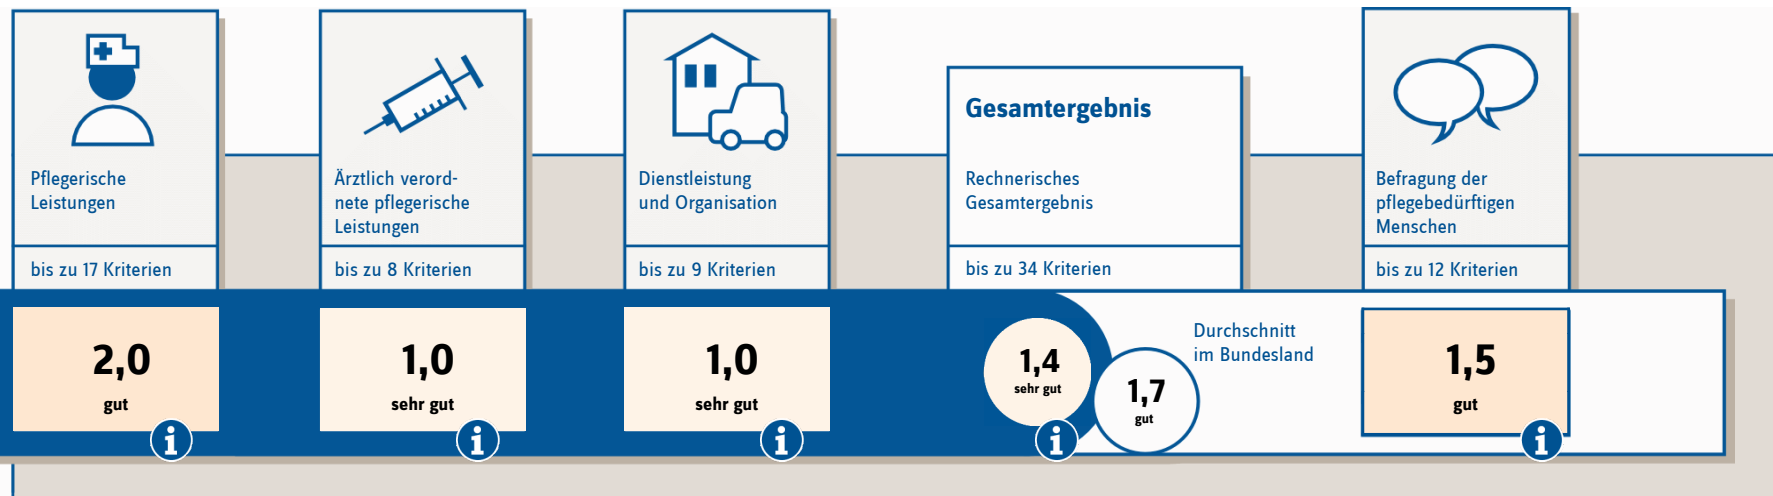 Pflegerische
Leistungen
bis zu 17 Kriterien
2,0
gut
i
Ärztlich verord-
nete pflegerische
Leistungen
bis zu 8 Kriterien
1,0
sehr gut
i
Dienstleistung
und Organisation
bis zu 9 Kriterien
1,0
sehr gut
i
Gesamtergebnis
Rechnerisches
Gesamtergebnis
bis zu 34 Kriterien
1,4
sehr gut
i
1,7
gut
Durchschnitt
im Bundesland
Befragung der
pflegebedürftigen
Menschen
bis zu 12 Kriterien
1,5
gut
i